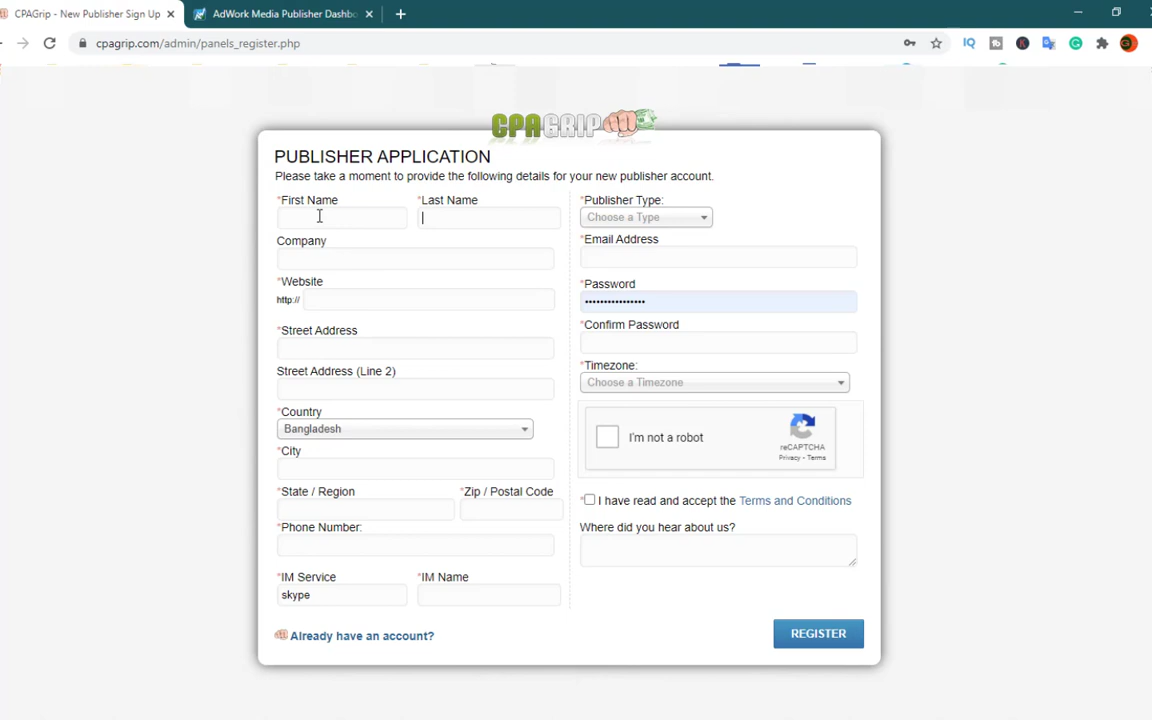 CPAGrip - New Publisher Sign Up
AdWork Media Publisher Dashbo
cpagrip.com/admin/panels_register.php
CPAGRIP
PUBLISHER APPLICATION
Please take a moment to provide the following details for your new publisher account.
*First Name
*Last Name
Company
*Website
http://
*Street Address
Street Address (Line 2)
*Country
Bangladesh
*City
*State / Region
*Zip / Postal Code
*Phone Number:
*IM Service
*IM Name
skype
Already have an account?
*Publisher Type:
Choose a Type
*Email Address
*Password
••••••••••••••••
*Confirm Password
*Timezone:
Choose a Timezone
I'm not a robot
reCAPTCHA
Privacy - Terms
*I have read and accept the Terms and Conditions
Where did you hear about us?
REGISTER